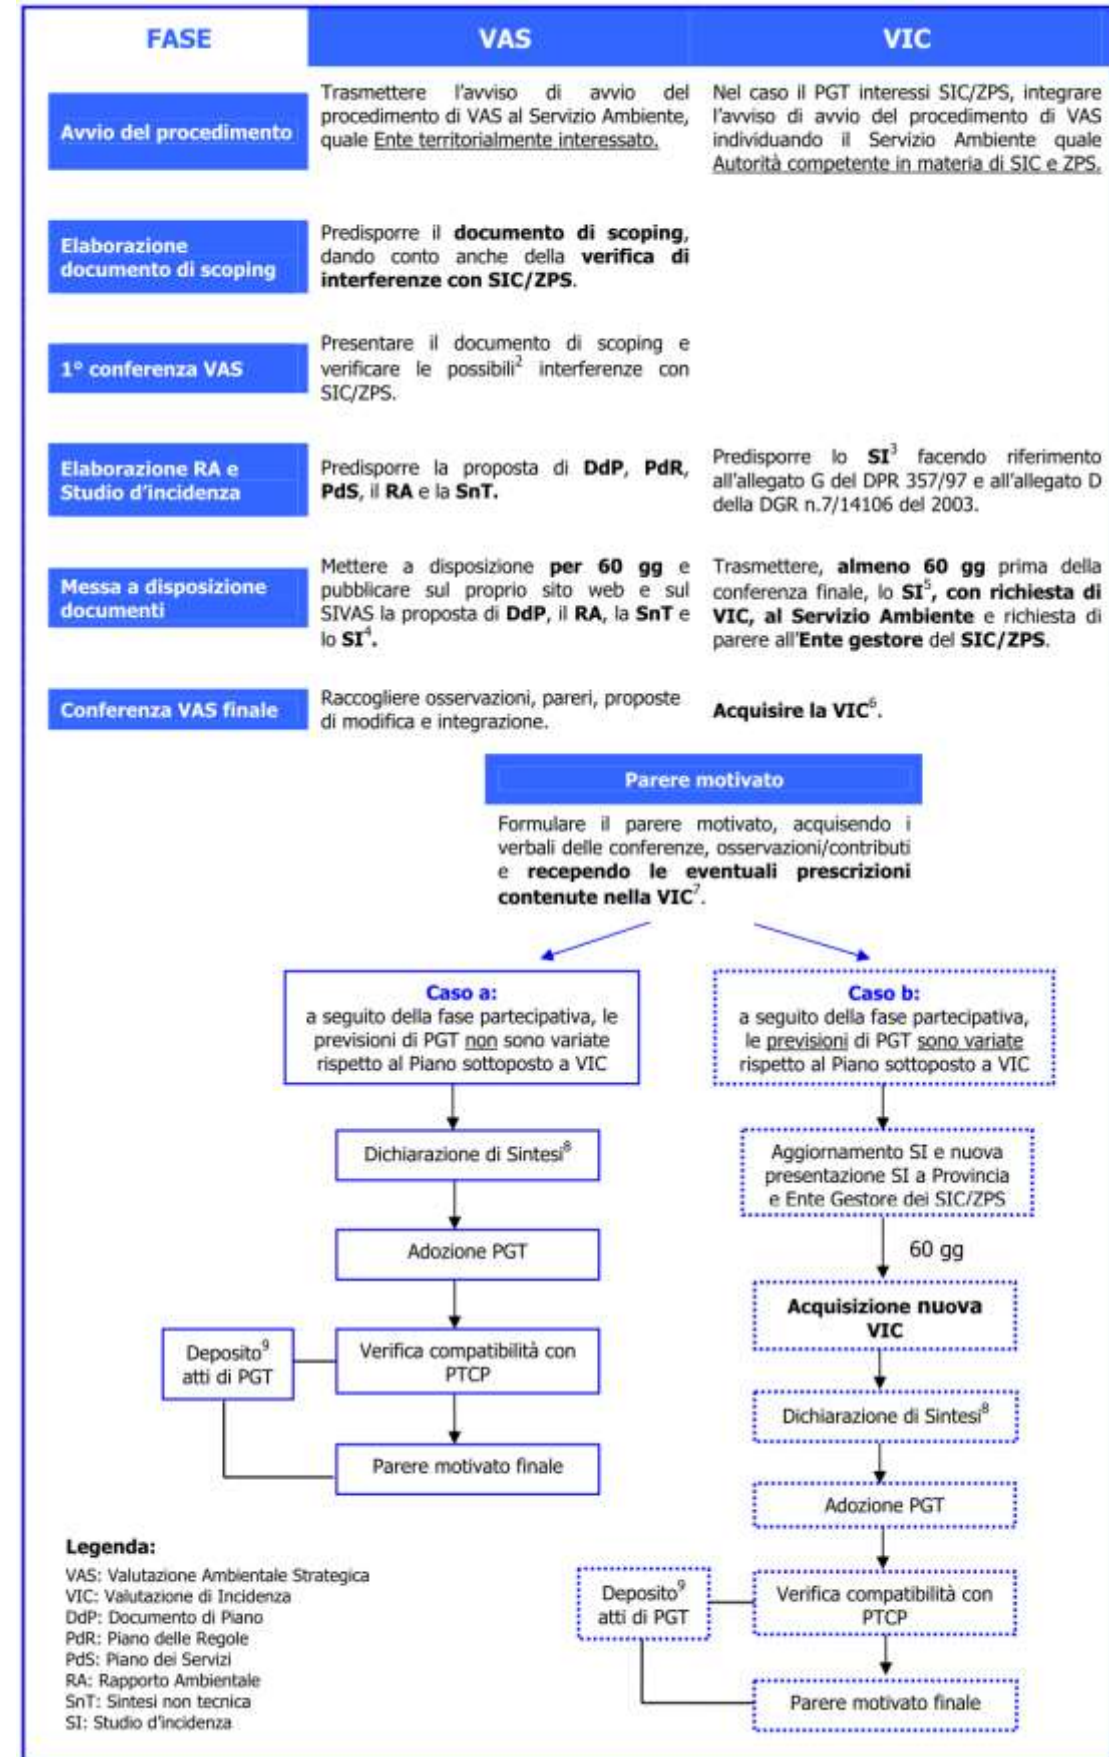 FASE
VAS
VIC
Avvio del procedimento
Trasmettere l'avviso di avvio del
procedimento di VAS al Servizio Ambiente,
quale Ente territorialmente interessato.
Nel caso il PGT interessi SIC/ZPS, integrare
l'avviso di avvio del procedimento di VAS
individuando il Servizio Ambiente quale
Autorità competente in materia di SIC e ZPS.
Elaborazione
documento di scoping
Predisporre il documento di scoping,
dando conto anche della verifica di
interferenze con SIC/ZPS.
1° conferenza VAS
Presentare il documento di scoping e
verificare le possibili² interferenze con
SIC/ZPS.
Elaborazione RA e
Studio d'incidenza
Predisporre la proposta di DdP, PdR,
PdS, il RA e la SnT.
Predisporre lo SI³ facendo riferimento
all'allegato G del DPR 357/97 e all'allegato D
della DGR n.7/14106 del 2003.
Messa a disposizione
documenti
Mettere a disposizione per 60 gg e
pubblicare sul proprio sito web e sul
SIVAS la proposta di DdP, il RA, la SnT e
lo SI⁴.
Trasmettere, almeno 60 gg prima della
conferenza finale, lo SI⁵, con richiesta di
VIC, al Servizio Ambiente e richiesta di
parere all'Ente gestore del SIC/ZPS.
Conferenza VAS finale
Raccogliere osservazioni, pareri, proposte
di modifica e integrazione.
Acquisire la VIC⁶.
Parere motivato
Formulare il parere motivato, acquisendo i
verbali delle conferenze, osservazioni/contributi
e recependo le eventuali prescrizioni
contenute nella VIC⁷.
Caso a:
a seguito della fase partecipativa, le
previsioni di PGT non sono variate
rispetto al Piano sottoposto a VIC
Dichiarazione di Sintesi⁸
Adozione PGT
Verifica compatibilità con
PTCP
Deposito⁹
atti di PGT
Parere motivato finale
Caso b:
a seguito della fase partecipativa,
le previsioni di PGT sono variate
rispetto al Piano sottoposto a VIC
Aggiornamento SI e nuova
presentazione SI a Provincia
e Ente Gestore dei SIC/ZPS
60 gg
Acquisizione nuova
VIC
Dichiarazione di Sintesi⁸
Adozione PGT
Verifica compatibilità con
PTCP
Deposito⁹
atti di PGT
Parere motivato finale
Legenda:
VAS: Valutazione Ambientale Strategica
VIC: Valutazione di Incidenza
DdP: Documento di Piano
PdR: Piano delle Regole
PdS: Piano dei Servizi
RA: Rapporto Ambientale
SnT: Sintesi non tecnica
SI: Studio d'incidenza